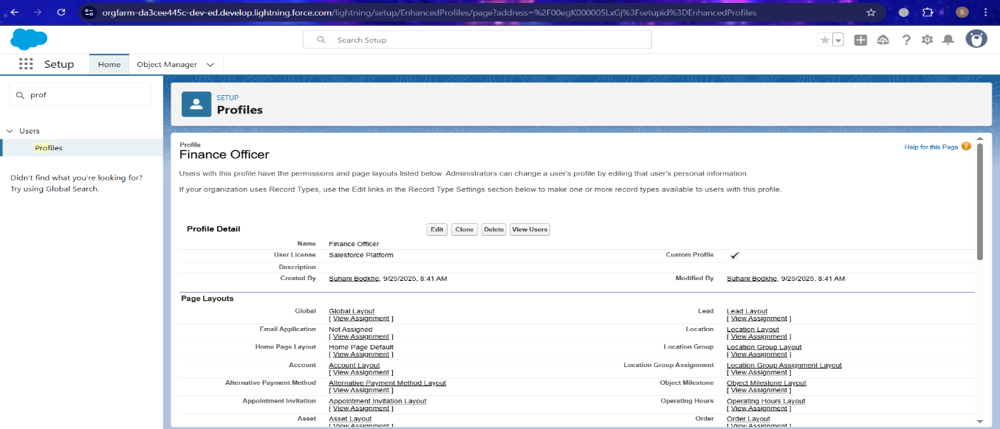 orgfarm-da3cee445c-dev-ed.develop.lightning.force.com/lightning/setup/EnhancedProfiles/page?address=%2F00egK000005LxGj%3Fsetupid%3DEnhancedProfiles
S
Search Setup
Setup
Home
Object Manager
prof
Users
Profiles
Didn't find what you're looking for?
Try using Global Search.
SETUP
Profiles
Profile
Finance Officer
Help for this Page ?
Users with this profile have the permissions and page layouts listed below. Administrators can change a user's profile by editing that user's personal information.
If your organization uses Record Types, use the Edit links in the Record Type Settings section below to make one or more record types available to users with this profile.
Profile Detail Edit Clone Delete View Users
Name Finance Officer
User License Salesforce Platform Custom Profile ✓
Description
Created By Suhani Bodkhe, 9/25/2025, 8:41 AM Modified By Suhani Bodkhe, 9/25/2025, 8:41 AM
Page Layouts
Global Global Layout Lead Lead Layout
[ View Assignment ] [ View Assignment ]
Email Application Not Assigned Location Location Layout
[ View Assignment ] [ View Assignment ]
Home Page Layout Home Page Default Location Group Location Group Layout
[ View Assignment ] [ View Assignment ]
Account Account Layout Location Group Assignment Location Group Assignment Layout
[ View Assignment ] [ View Assignment ]
Alternative Payment Method Alternative Payment Method Layout Object Milestone Object Milestone Layout
[ View Assignment ] [ View Assignment ]
Appointment Invitation Appointment Invitation Layout Operating Hours Operating Hours Layout
[ View Assignment ] [ View Assignment ]
Asset Asset Layout Order Order Layout
[ View Assignment ] [ View Assignment ]